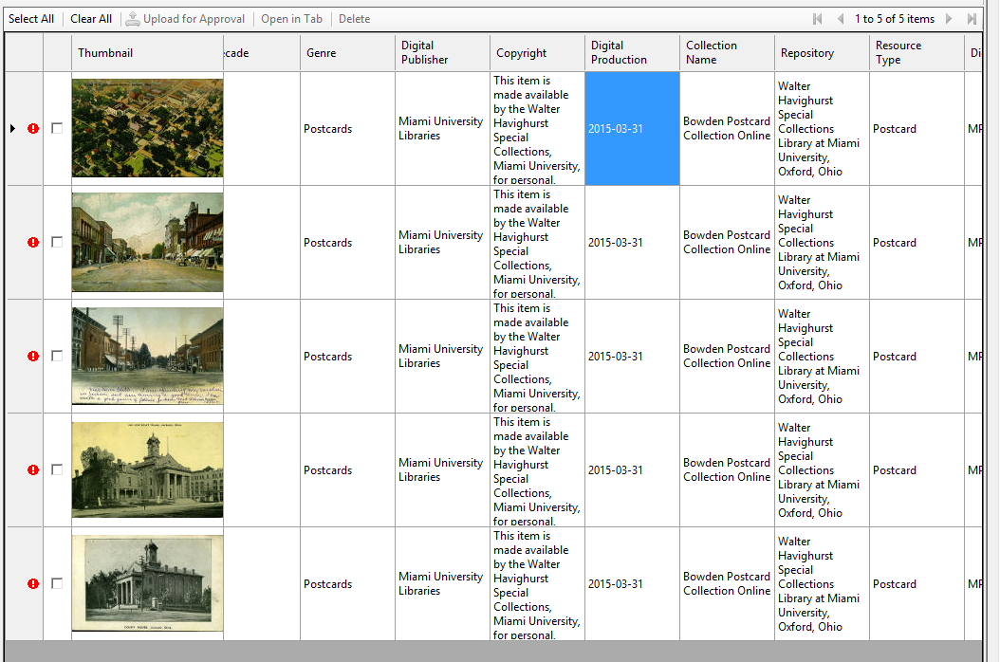 Select All Clear All Upload for Approval Open in Tab Delete 1 to 5 of 5 items
Thumbnail cade Genre Digital Publisher Copyright Digital Production Collection Name Repository Resource Type Di
Postcards
Miami University
Libraries
This item is
made available
by the Walter
Havighurst
Special
Collections,
Miami University,
for personal.
2015-03-31
Bowden Postcard
Collection Online
Walter
Havighurst
Special
Collections
Library at Miami
University,
Oxford, Ohio
Postcard
MP
Postcards
Miami University
Libraries
This item is
made available
by the Walter
Havighurst
Special
Collections,
Miami University,
for personal.
2015-03-31
Bowden Postcard
Collection Online
Walter
Havighurst
Special
Collections
Library at Miami
University,
Oxford, Ohio
Postcard
MP
Postcards
Miami University
Libraries
This item is
made available
by the Walter
Havighurst
Special
Collections,
Miami University,
for personal.
2015-03-31
Bowden Postcard
Collection Online
Walter
Havighurst
Special
Collections
Library at Miami
University,
Oxford, Ohio
Postcard
MP
Postcards
Miami University
Libraries
This item is
made available
by the Walter
Havighurst
Special
Collections,
Miami University,
for personal.
2015-03-31
Bowden Postcard
Collection Online
Walter
Havighurst
Special
Collections
Library at Miami
University,
Oxford, Ohio
Postcard
MP
COURT HOUSE
Postcards
Miami University
Libraries
This item is
made available
by the Walter
Havighurst
Special
Collections,
Miami University,
for personal.
2015-03-31
Bowden Postcard
Collection Online
Walter
Havighurst
Special
Collections
Library at Miami
University,
Oxford, Ohio
Postcard
MP